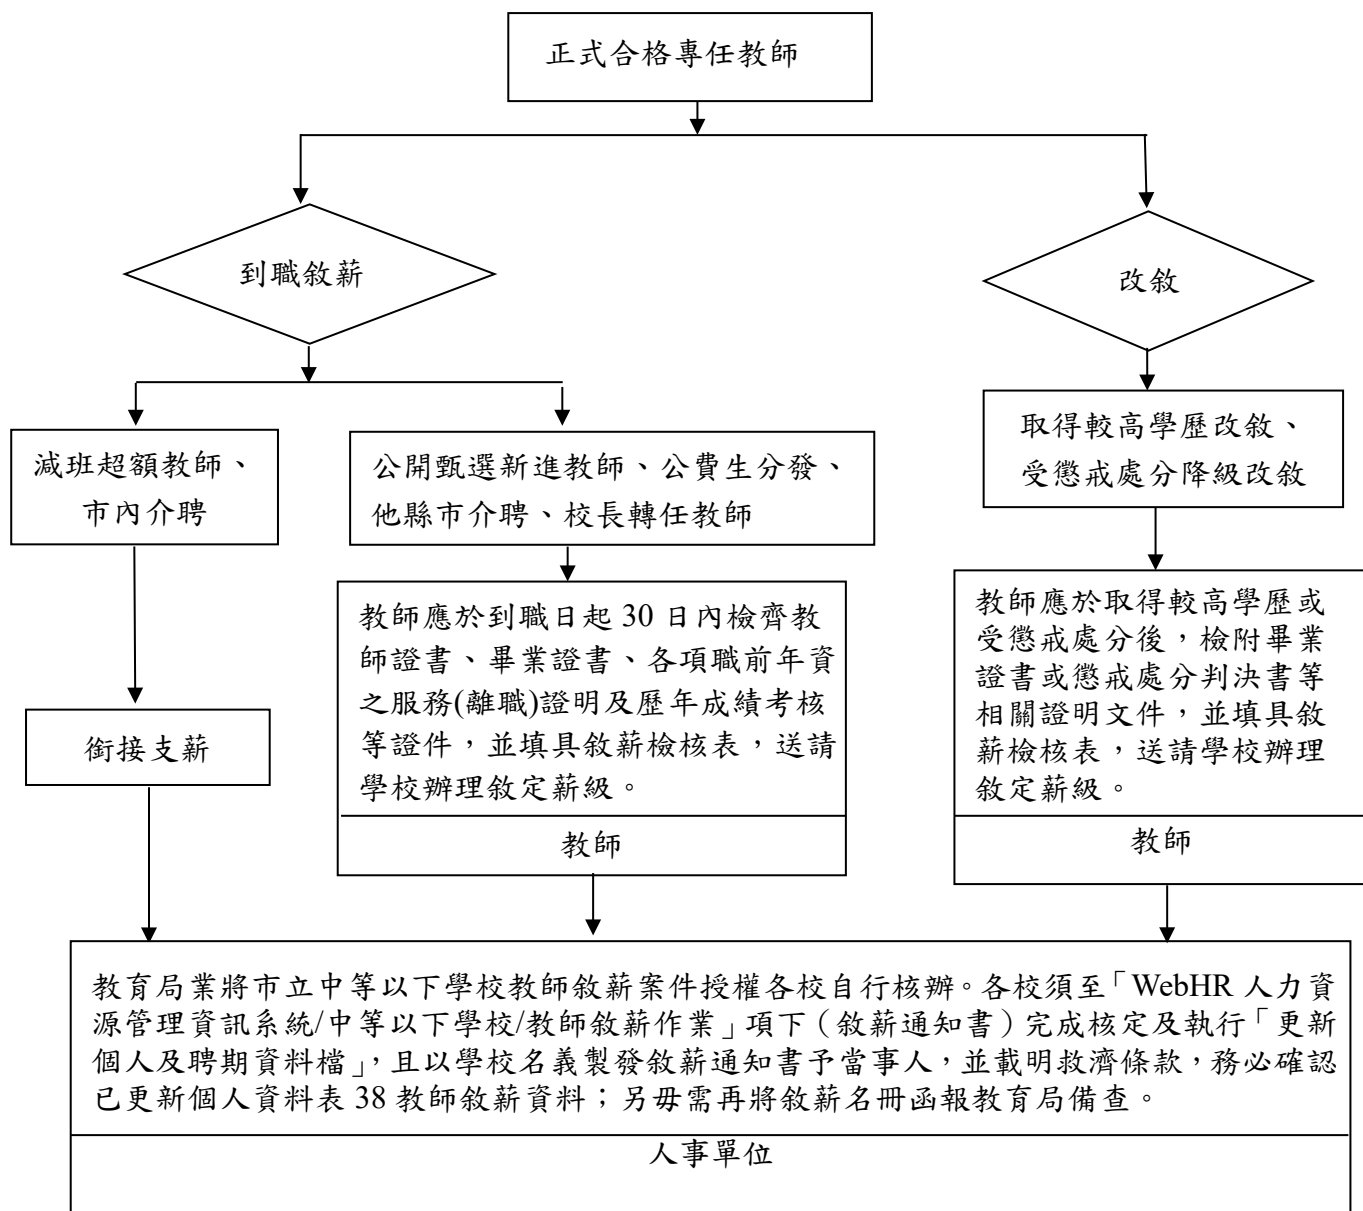 正式合格專任教師
到職敘薪
改敘
減班超額教師、
市內介聘
公開甄選新進教師、公費生分發、
他縣市介聘、校長轉任教師
取得較高學歷改敘、
受懲戒處分降級改敘
銜接支薪
教師應於到職日起 30 日內檢齊教
師證書、畢業證書、各項職前年資
之服務(離職)證明及歷年成績考核
等證件，並填具敘薪檢核表，送請
學校辦理敘定薪級。
教師
教師應於取得較高學歷或
受懲戒處分後，檢附畢業
證書或懲戒處分判決書等
相關證明文件，並填具敘
薪檢核表，送請學校辦理
敘定薪級。
教師
教育局業將市立中等以下學校教師敘薪案件授權各校自行核辦。各校須至「WebHR 人力資
源管理資訊系統/中等以下學校/教師敘薪作業」項下（敘薪通知書）完成核定及執行「更新
個人及聘期資料檔」，且以學校名義製發敘薪通知書予當事人，並載明救濟條款，務必確認
已更新個人資料表 38 教師敘薪資料；另毋需再將敘薪名冊函報教育局備查。
人事單位